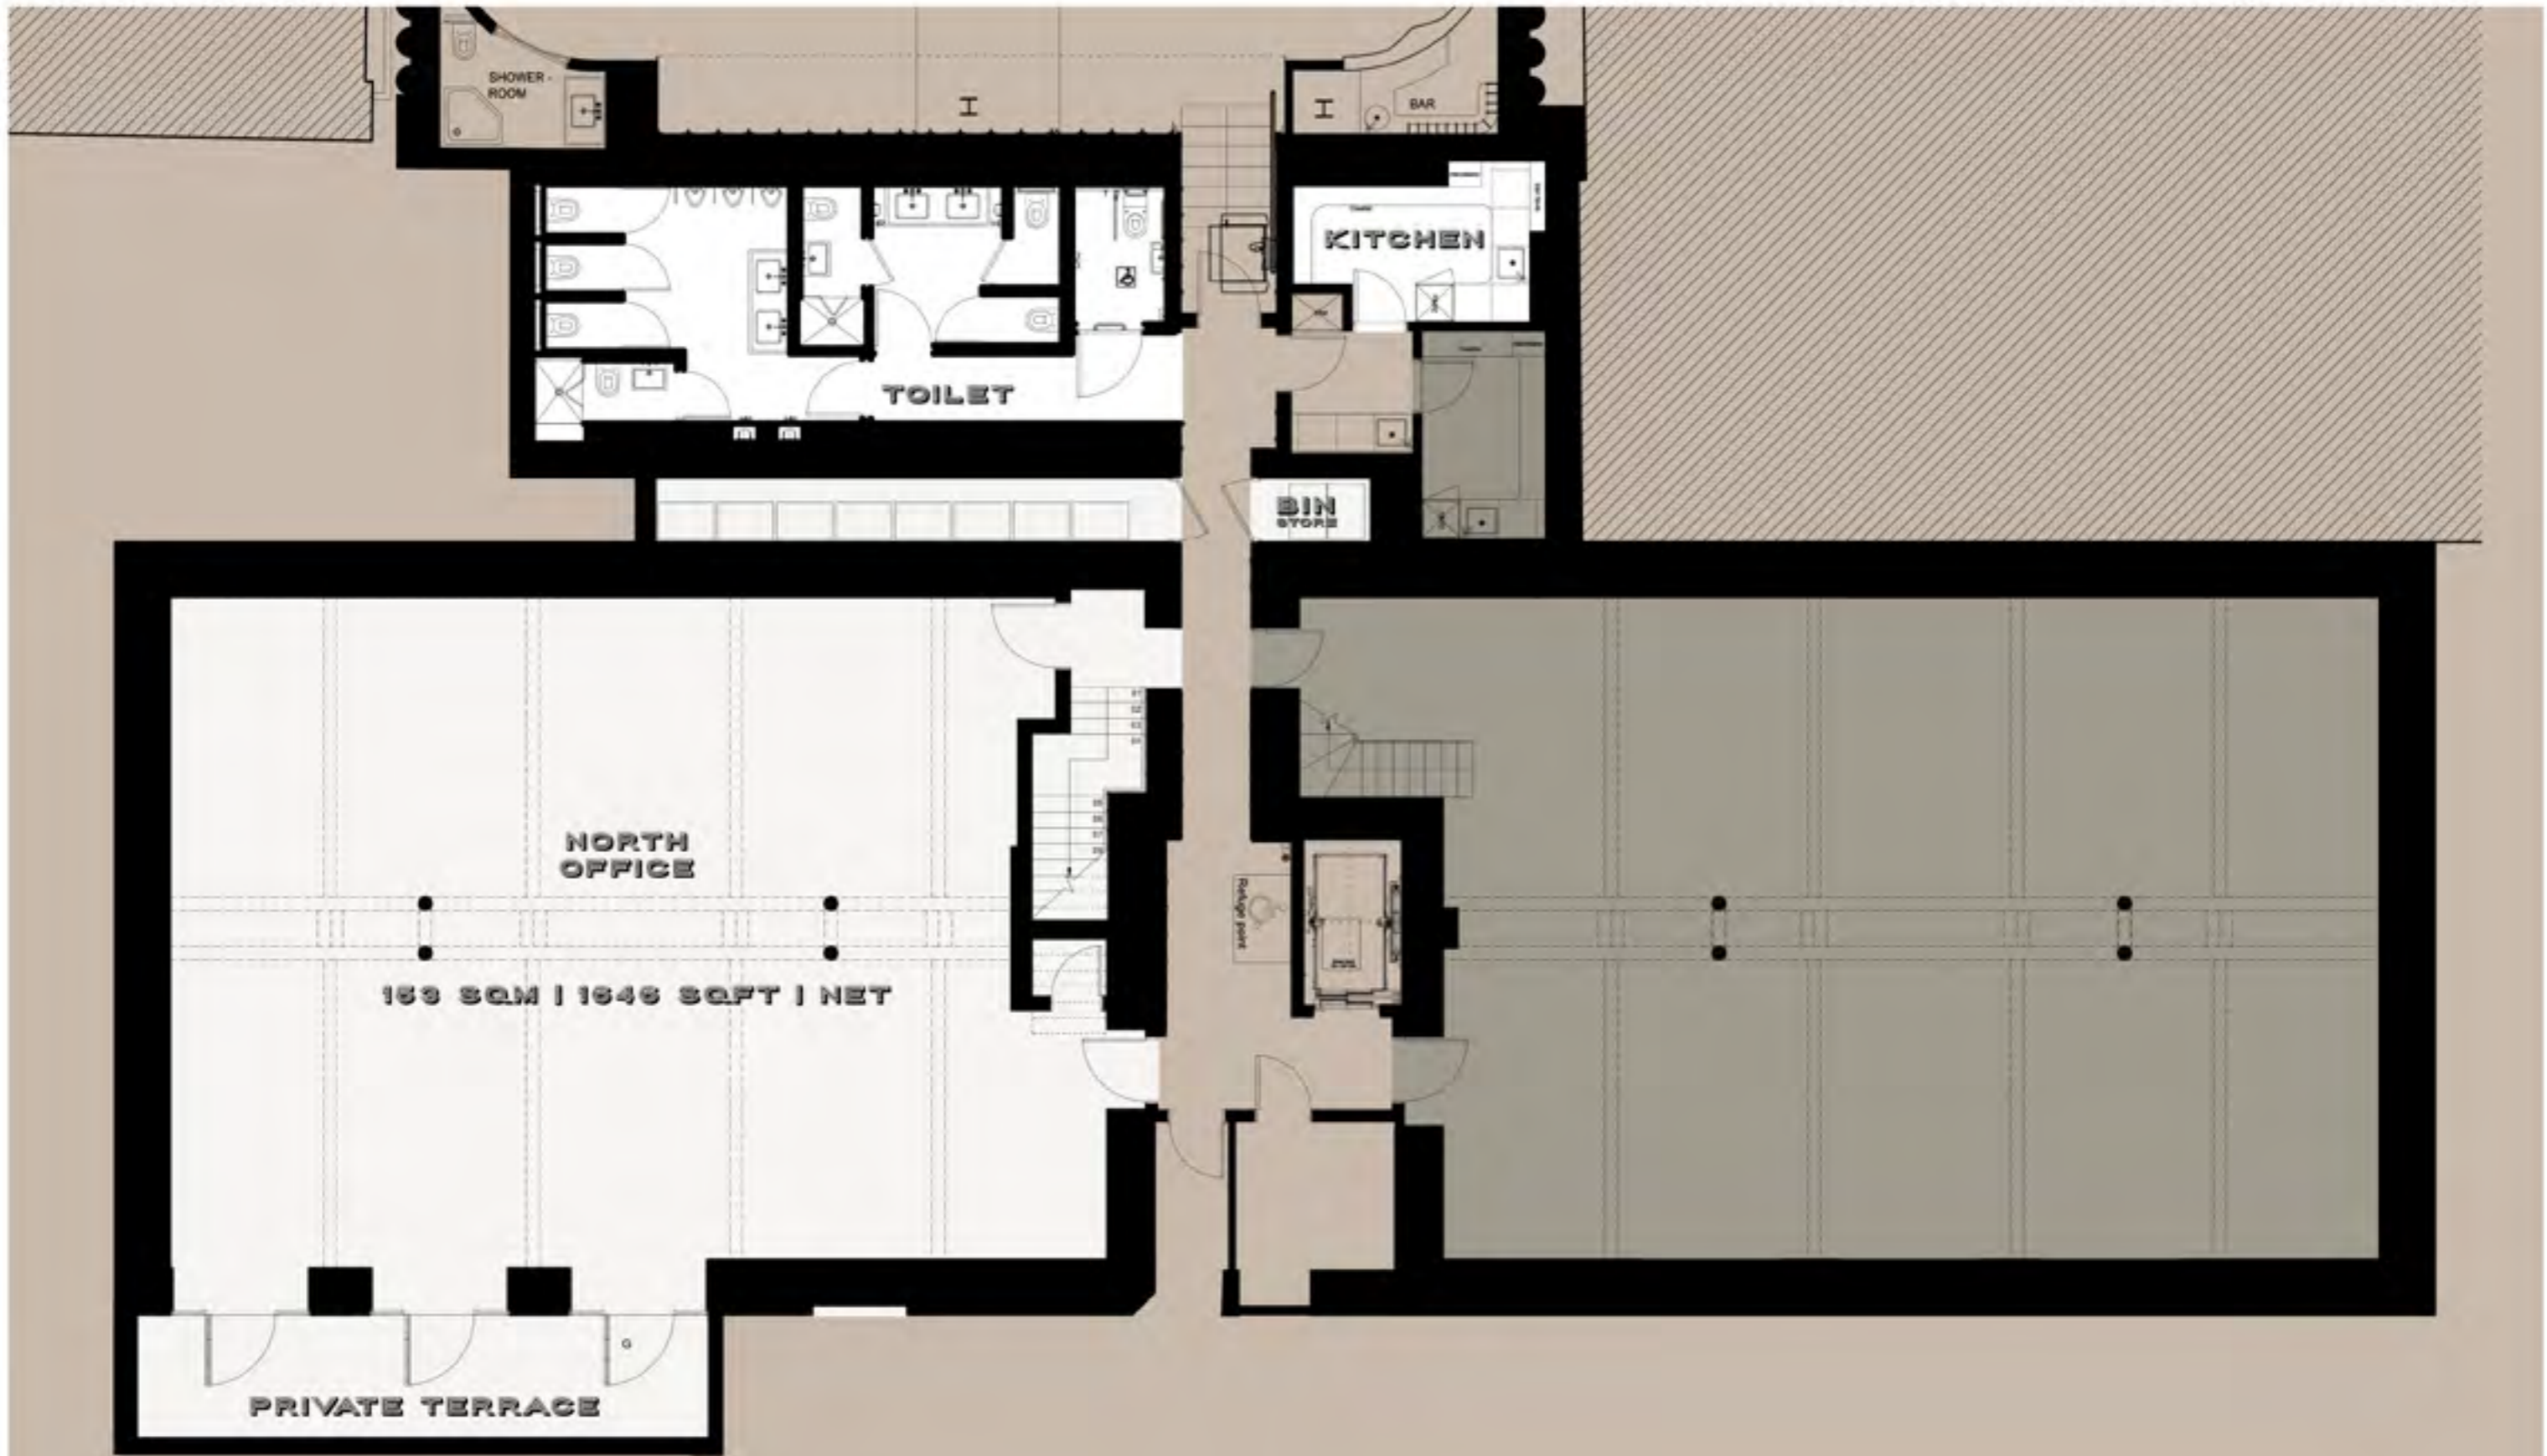 SHOWER -
ROOM
BAR
KITCHEN
TOILET
BIN
STORE
NORTH
OFFICE
Refuge point
153 SQM | 1646 SQFT | NET
G
PRIVATE TERRACE